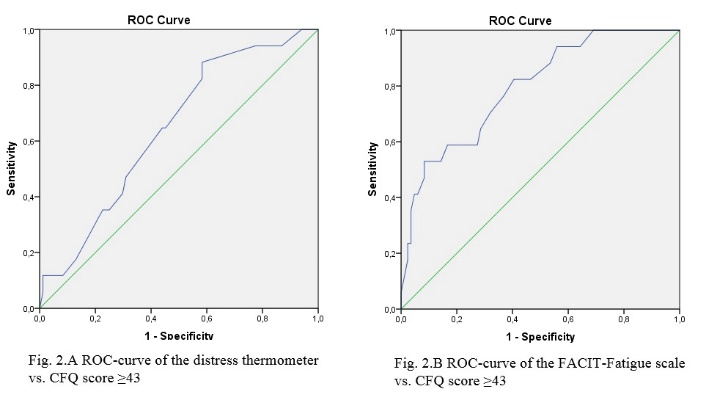 ROC Curve
1,0
0,8
0,6
0,4
0,2
0,0
Sensitivity
0,0 0,2 0,4 0,6 0,8 1,0
1 - Specificity
Fig. 2.A ROC-curve of the distress thermometer
vs. CFQ score ≥43
ROC Curve
1,0
0,8
0,6
0,4
0,2
0,0
Sensitivity
0,0 0,2 0,4 0,6 0,8 1,0
1 - Specificity
Fig. 2.B ROC-curve of the FACIT-Fatigue scale
vs. CFQ score ≥43